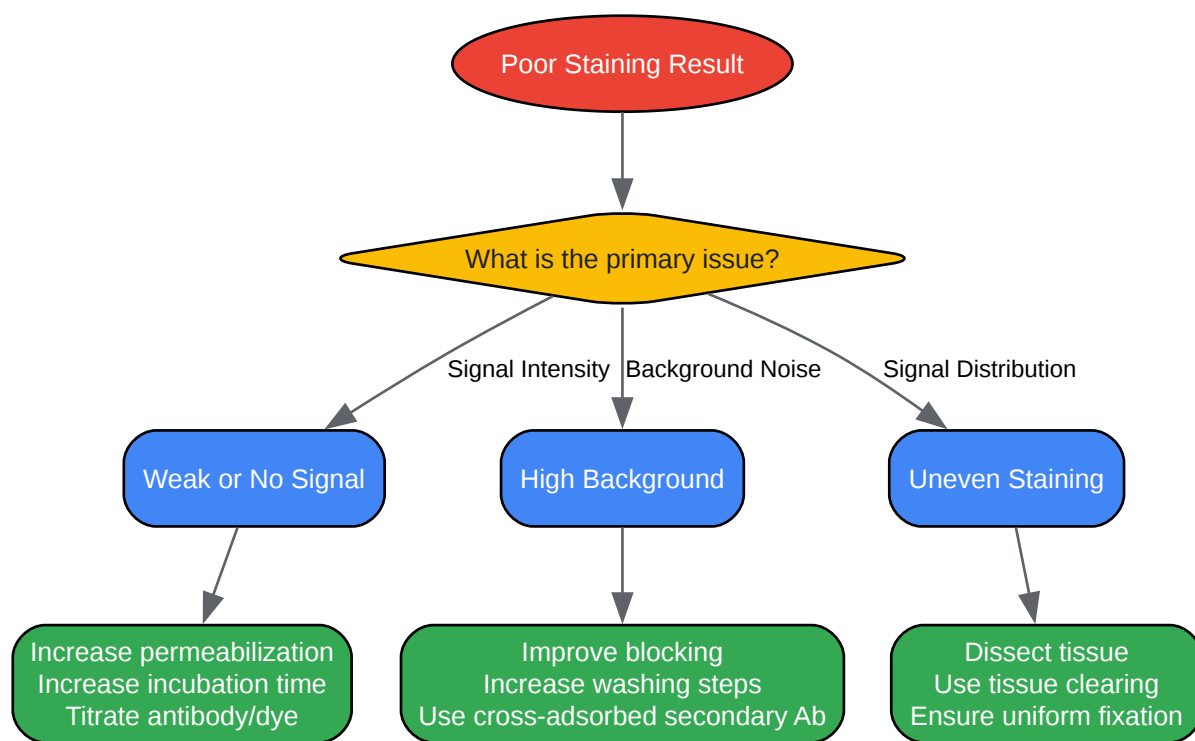 Poor Staining Result
What is the primary issue?
Signal Intensity
Background Noise
Signal Distribution
Weak or No Signal
High Background
Uneven Staining
Increase permeabilization
Increase incubation time
Titrate antibody/dye
Improve blocking
Increase washing steps
Use cross-adsorbed secondary Ab
Dissect tissue
Use tissue clearing
Ensure uniform fixation